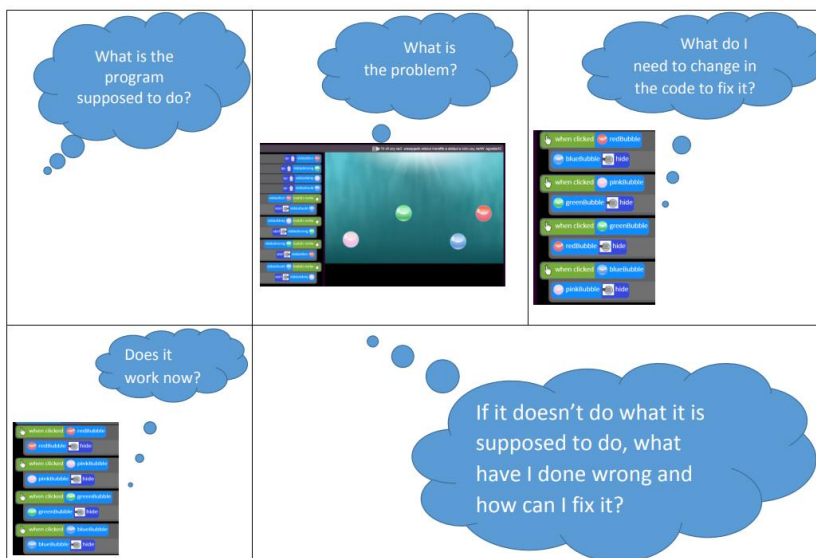 What is the
program
supposed to do?
What is
the problem?
What do I
need to change in
the code to fix it?
when clicked redBubble
blueBubble hide
when clicked pinkBubble
greenBubble hide
when clicked greenBubble
redBubble hide
when clicked blueBubble
pinkBubble hide
Does it
work now?
when clicked redBubble
redBubble hide
when clicked pinkBubble
pinkBubble hide
when clicked greenBubble
greenBubble hide
when clicked blueBubble
blueBubble hide
If it doesn’t do what it is
supposed to do, what
have I done wrong and
how can I fix it?